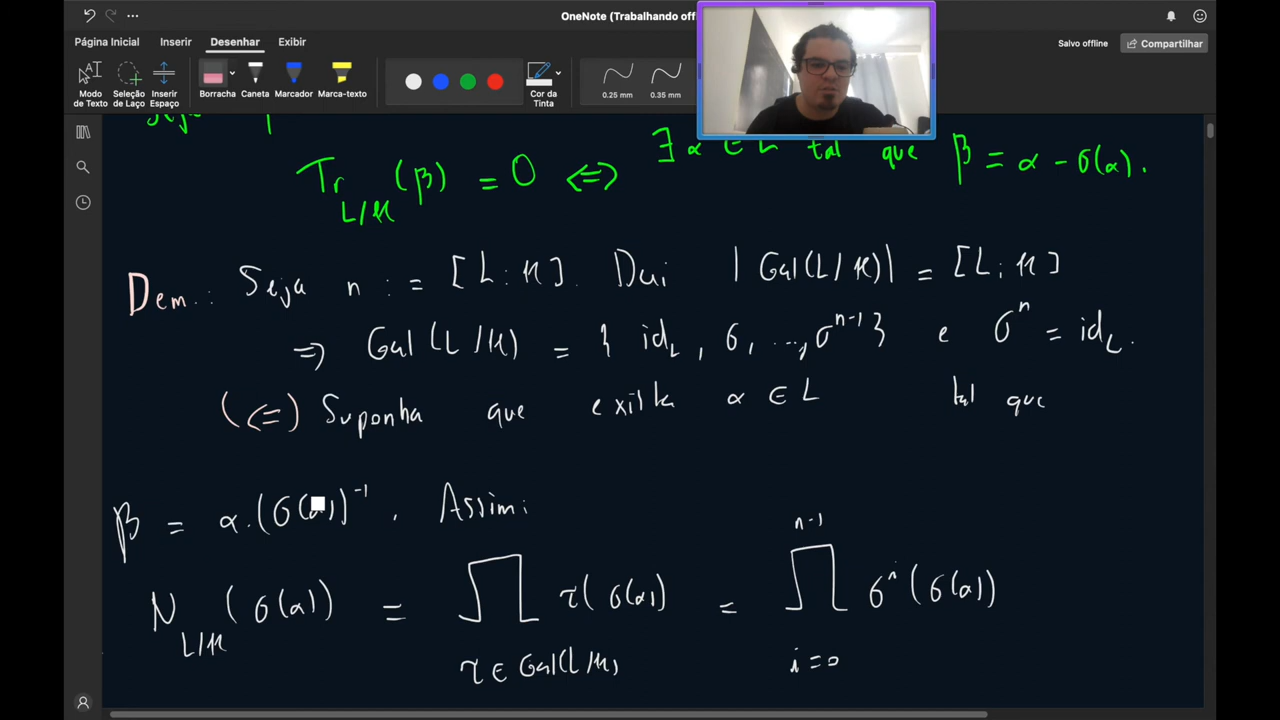 OneNote (Trabalhando off
Página Inicial Inserir Desenhar Exibir
Salvo offline Compartilhar
Modo de Texto
Seleção de Laço
Inserir Espaço
Borracha Caneta Marcador Marca-texto
Cor da Tinta
0.25 mm 0.35 mm
Seja
∃ α ∈ L tal que β = α - σ(α).
Tr_{L/K} (β) = 0 <=>
Dem.: Seja n := [L:K]. Daí |Gal(L/K)| = [L:K]
=> Gal(L/K) = { id_L, σ, ..., σ^{n-1} } e σ^n = id_L.
(<=) Suponha que exista α ∈ L tal que
β = α.(σ(α))^{-1}. Assim:
N_{L/K} (σ(α)) = ∏_{τ ∈ Gal(L/K)} τ(σ(α)) = ∏_{i=0}^{n-1} σ^i(σ(α))